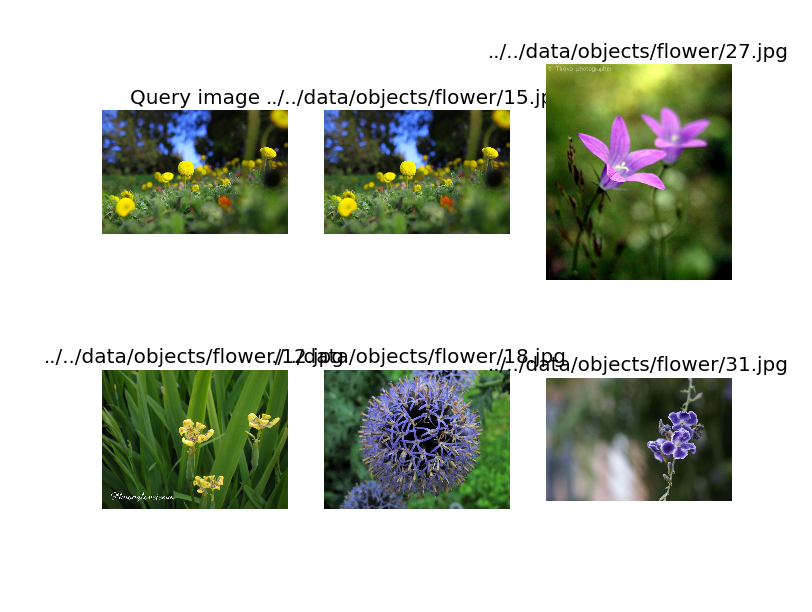 ../../data/objects/flower/27.jpg
Query image
../../data/objects/flower/15.jp
../../data/objects/flower/12.jpg
../../data/objects/flower/18.jpg
../../data/objects/flower/31.jpg